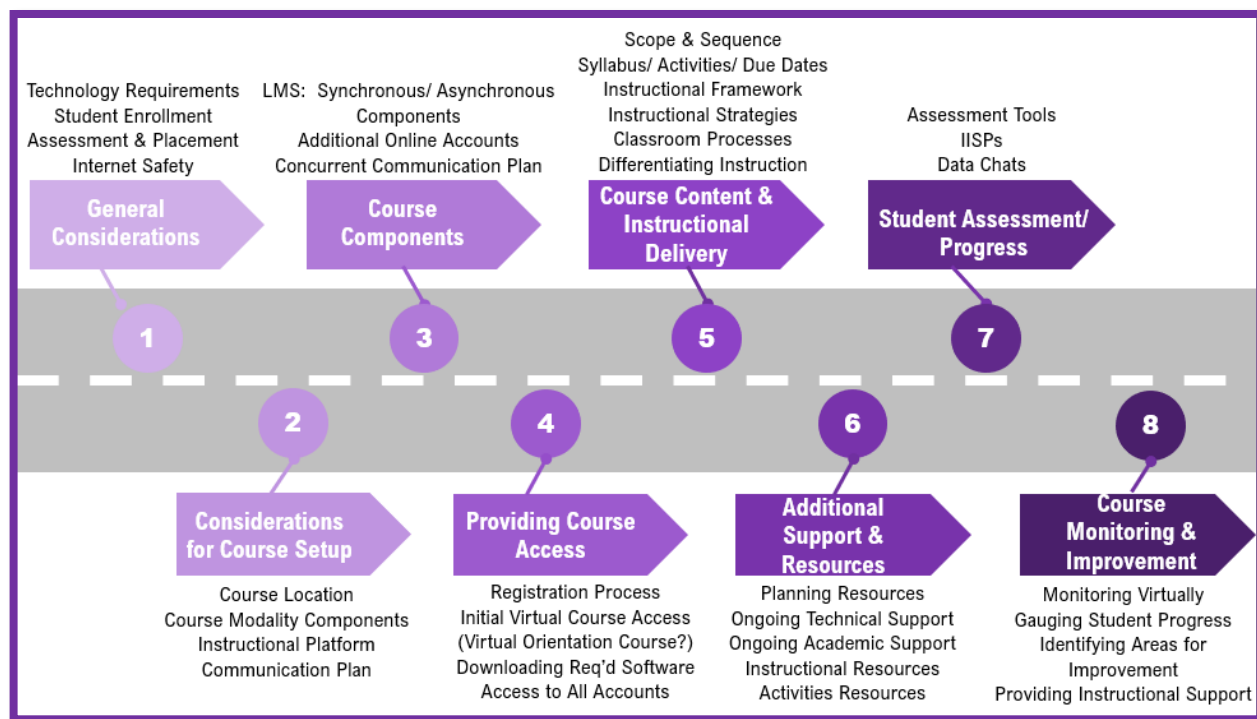 Technology Requirements
Student Enrollment
Assessment & Placement
Internet Safety
General
Considerations
1
Considerations
for Course Setup
2
Course Location
Course Modality Components
Instructional Platform
Communication Plan
LMS:  Synchronous/ Asynchronous
Components
Additional Online Accounts
Concurrent Communication Plan
Course
Components
3
Providing Course
Access
4
Registration Process
Initial Virtual Course Access
(Virtual Orientation Course?)
Downloading Req'd Software
Access to All Accounts
Scope & Sequence
Syllabus/ Activities/ Due Dates
Instructional Framework
Instructional Strategies
Classroom Processes
Differentiating Instruction
Course Content &
Instructional
Delivery
5
Additional
Support &
Resources
6
Planning Resources
Ongoing Technical Support
Ongoing Academic Support
Instructional Resources
Activities Resources
Assessment Tools
IISPs
Data Chats
Student Assessment/
Progress
7
Course
Monitoring &
Improvement
8
Monitoring Virtually
Gauging Student Progress
Identifying Areas for
Improvement
Providing Instructional Support